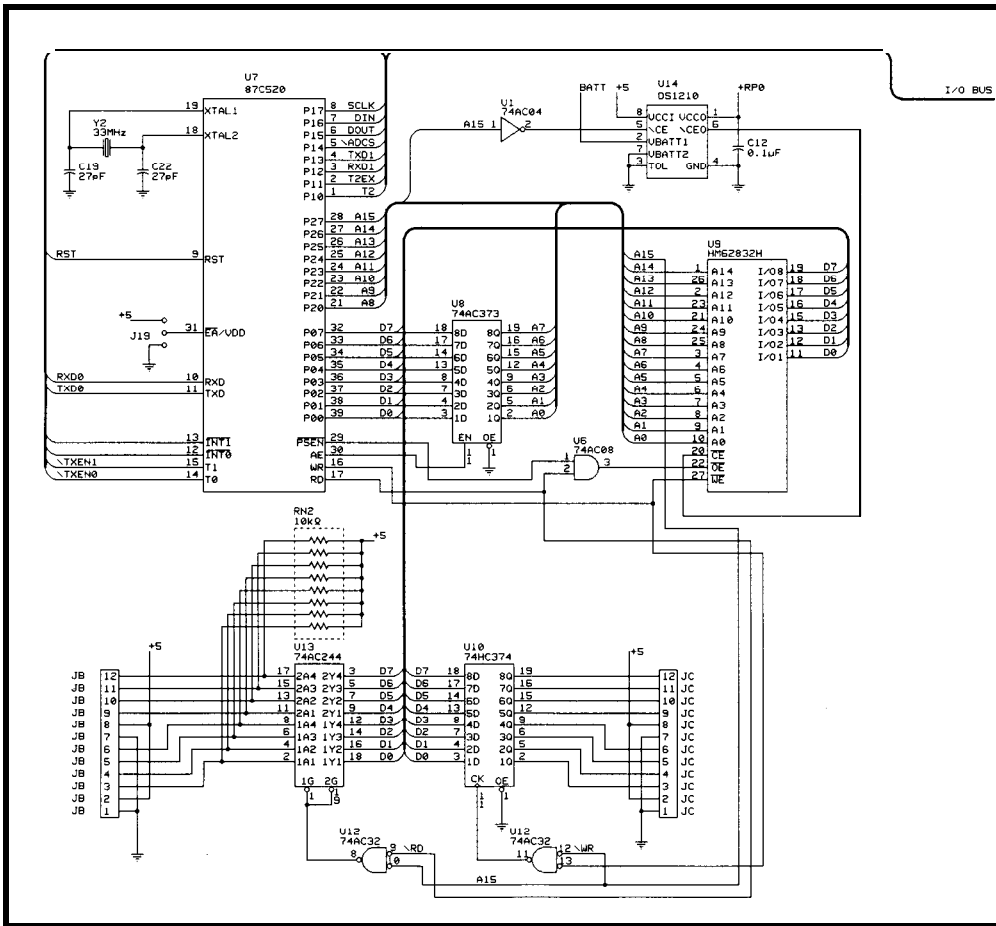 I/O BUS
U7
87C520
19 XTAL1
18 XTAL2
Y2
33MHz
C19
27pF
C22
27pF
P17 8 SCLK
P16 7 DIN
P15 6 DOUT
P14 5 \ADCS
P13 4 TXD1
P12 3 RXD1
P11 2 T2EX
P10 1 T2
P27 28 A15
P26 27 A14
P25 26 A13
P24 25 A12
P23 24 A11
P22 23 A10
P21 22 A9
P20 21 A8
RST 9 RST
+5
J19
31 EA/VDD
P07 32 D7
P06 33 D6
P05 34 D5
P04 35 D4
P03 36 D3
P02 37 D2
P01 38 D1
P00 39 D0
RXD0 10 RXD
TXD0 11 TXD
13 INT1
12 INT0
\TXEN1 15 T1
\TXEN0 14 T0
PSEN 29
AE 30
WR 16
RD 17
U1
74AC04
A15 1 2
BATT +5
U14
DS1210
+RP0
8 VCCI VCCO 1
5 \CE \CEO 6
2 VBATT1
7 VBATT2
3 TOL GND 4
C12
0.1µF
U8
74AC373
18 8D 8Q 19 A7
17 7D 7Q 16 A6
14 6D 6Q 15 A5
13 5D 5Q 12 A4
8 4D 4Q 9 A3
7 3D 3Q 6 A2
4 2D 2Q 5 A1
3 1D 1Q 2 A0
EN OE
1 1
1
U6
74AC08
1
2
3
U9
HM62832H
A15
A14 1 A14 I/O8 19 D7
A13 26 A13 I/O7 18 D6
A12 2 A12 I/O6 17 D5
A11 23 A11 I/O5 16 D4
A10 21 A10 I/O4 15 D3
A9 24 A9 I/O3 13 D2
A8 25 A8 I/O2 12 D1
A7 3 A7 I/O1 11 D0
A6 4 A6
A5 5 A5
A4 6 A4
A3 7 A3
A2 8 A2
A1 9 A1
A0 10 A0
20 CE
22 OE
27 WE
RN2
10kΩ
+5
+5
JB 12
JB 11
JB 10
JB 9
JB 8
JB 7
JB 6
JB 5
JB 4
JB 3
JB 2
JB 1
U13
74AC244
17 2A4 2Y4 3 D7
15 2A3 2Y3 5 D6
13 2A2 2Y2 7 D5
11 2A1 2Y1 9 D4
8 1A4 1Y4 12 D3
6 1A3 1Y3 14 D2
4 1A2 1Y2 16 D1
2 1A1 1Y1 18 D0
1G 2G
1 1
9
U10
74HC374
D7 18 8D 8Q 19
D6 17 7D 7Q 16
D5 14 6D 6Q 15
D4 13 5D 5Q 12
D3 8 4D 4Q 9
D2 7 3D 3Q 6
D1 4 2D 2Q 5
D0 3 1D 1Q 2
CK OE
1 1
1
+5
12 JC
11 JC
10 JC
9 JC
8 JC
7 JC
6 JC
5 JC
4 JC
3 JC
2 JC
1 JC
U12
74AC32
8 9 \RD
0
A15
U12
74AC32
11 12 \WR
13